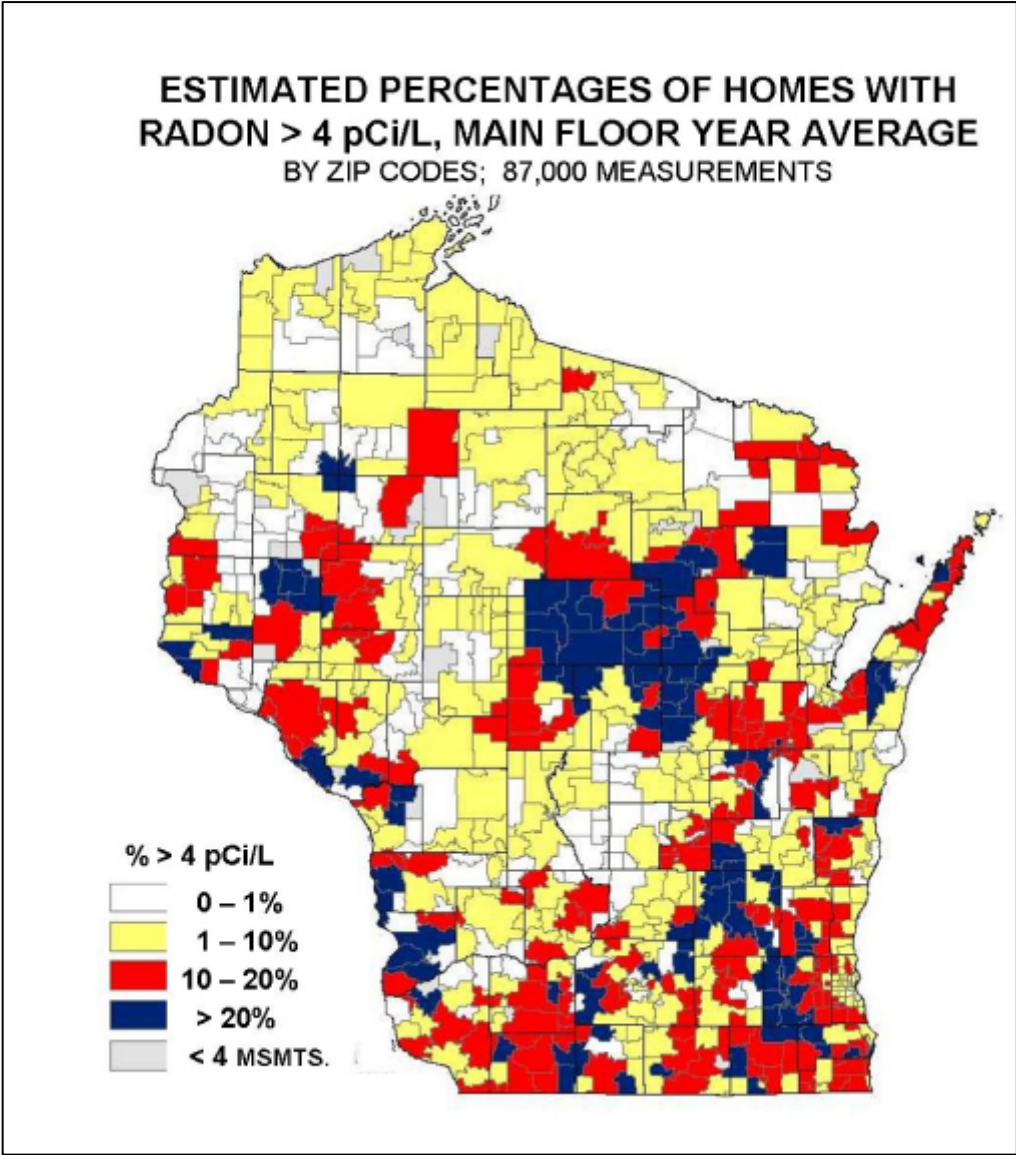 ESTIMATED PERCENTAGES OF HOMES WITH
RADON > 4 pCi/L, MAIN FLOOR YEAR AVERAGE
BY ZIP CODES; 87,000 MEASUREMENTS
% > 4 pCi/L
0 – 1%
1 – 10%
10 – 20%
> 20%
< 4 MSMTS.